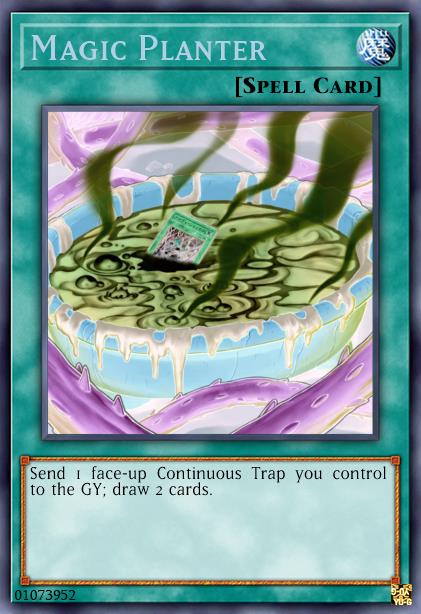 Magic Planter
魔
[Spell Card]
Send 1 face-up Continuous Trap you control
to the GY; draw 2 cards.
01073952